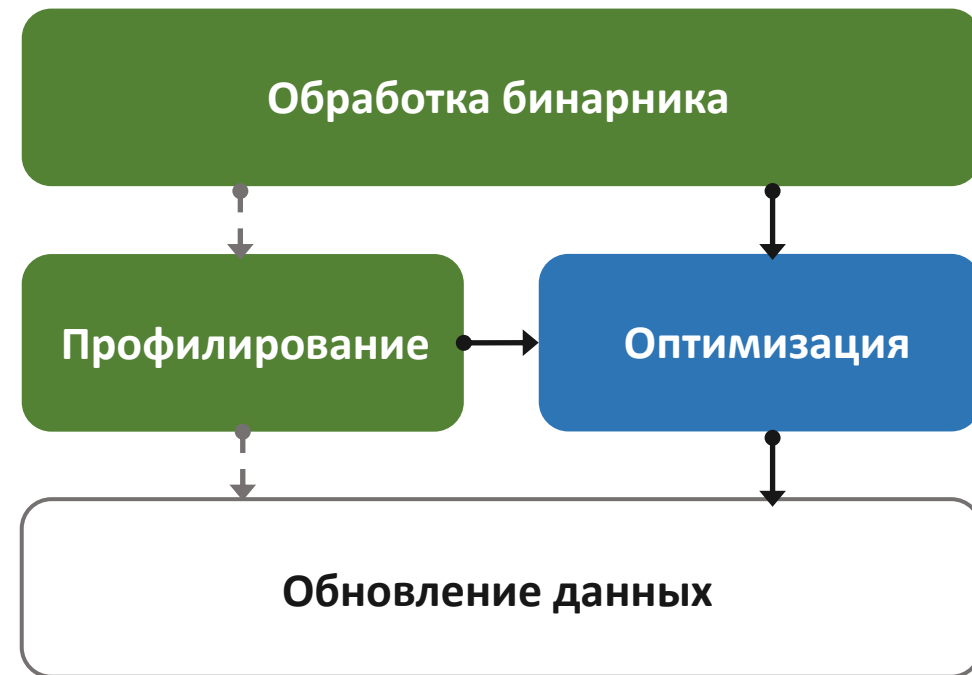 Обработка бинарника
Профилирование
Оптимизация
Обновление данных